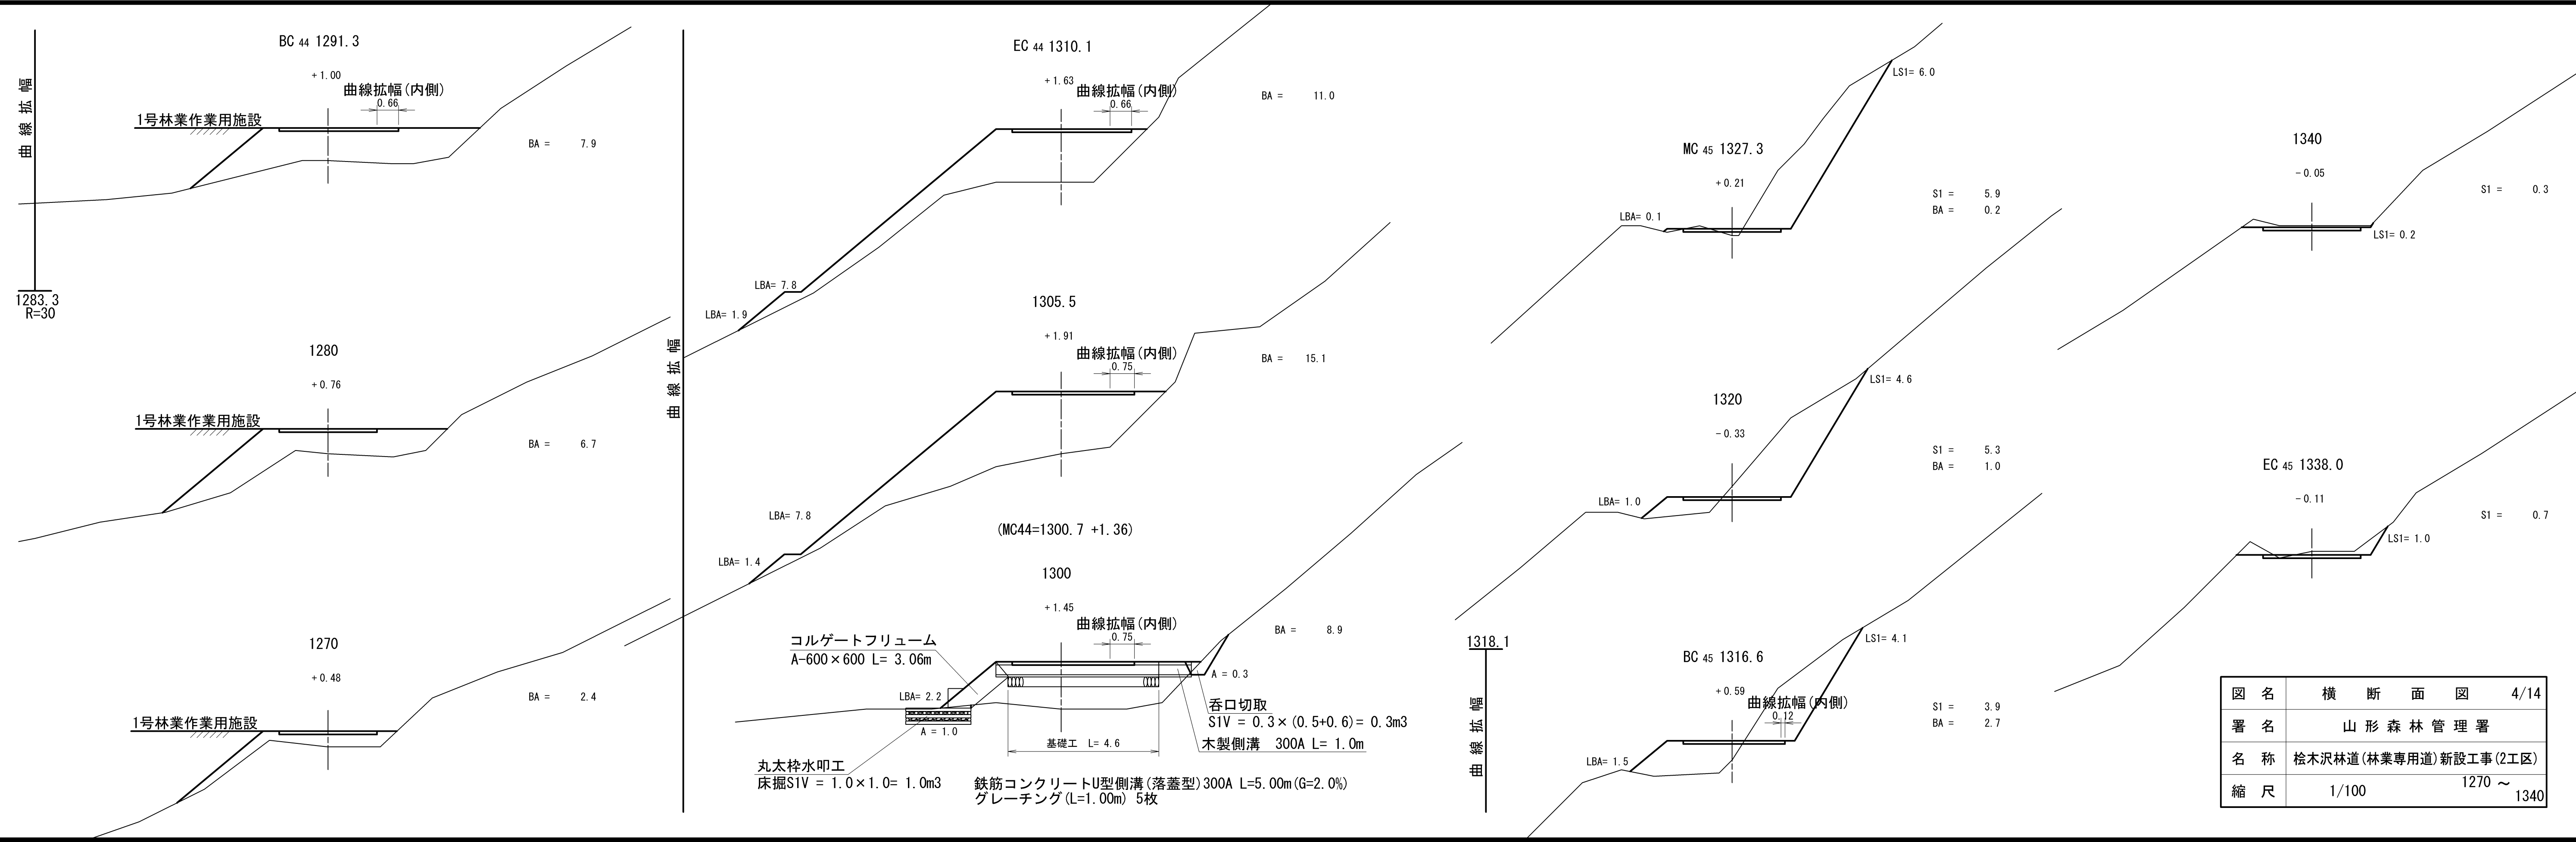 曲線拡幅
1283.3
R=30
BC 44 1291.3
+1.00
曲線拡幅(内側)
0.66
1号林業作業用施設
BA = 7.9
1280
+0.76
1号林業作業用施設
BA = 6.7
1270
+0.48
1号林業作業用施設
BA = 2.4
曲線拡幅
EC 44 1310.1
+1.63
曲線拡幅(内側)
0.66
BA = 11.0
LBA= 7.8
LBA= 1.9
1305.5
+1.91
曲線拡幅(内側)
0.75
BA = 15.1
LBA= 7.8
LBA= 1.4
(MC44=1300.7 +1.36)
1300
+1.45
曲線拡幅(内側)
0.75
BA = 8.9
コルゲートフリューム
A-600×600 L= 3.06m
LBA= 2.2
A = 0.3
呑口切取
S1V = 0.3×(0.5+0.6)= 0.3m3
A = 1.0
基礎工 L= 4.6
木製側溝 300A L= 1.0m
丸太枠水叩工
床掘S1V = 1.0×1.0= 1.0m3
鉄筋コンクリートU型側溝(落蓋型)300A L=5.00m(G=2.0%)
グレーチング(L=1.00m) 5枚
MC 45 1327.3
+0.21
LS1= 6.0
LBA= 0.1
S1 = 5.9
BA = 0.2
1320
-0.33
LS1= 4.6
LBA= 1.0
S1 = 5.3
BA = 1.0
1318.1
曲線拡幅
BC 45 1316.6
+0.59
曲線拡幅(内側)
0.12
LS1= 4.1
LBA= 1.5
S1 = 3.9
BA = 2.7
1340
-0.05
S1 = 0.3
LS1= 0.2
EC 45 1338.0
-0.11
S1 = 0.7
LS1= 1.0
図名 横断面図 4/14
署名 山形森林管理署
名称 桧木沢林道(林業専用道)新設工事(2工区)
縮尺 1/100 1270 ～
1340